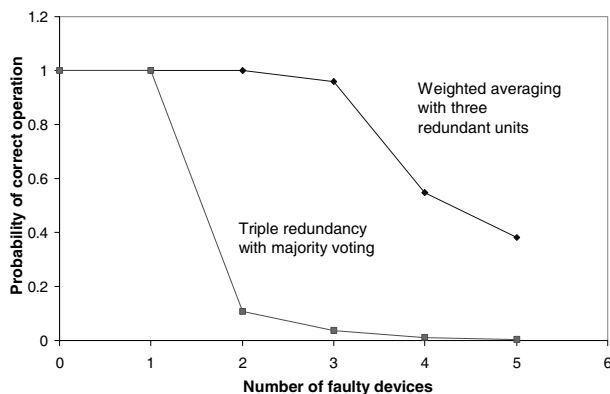 1.2
1
0.8
0.6
0.4
0.2
0
Probability of correct operation
Weighted averaging
with three
redundant units
Triple redundancy
with majority voting
0 1 2 3 4 5 6
Number of faulty devices